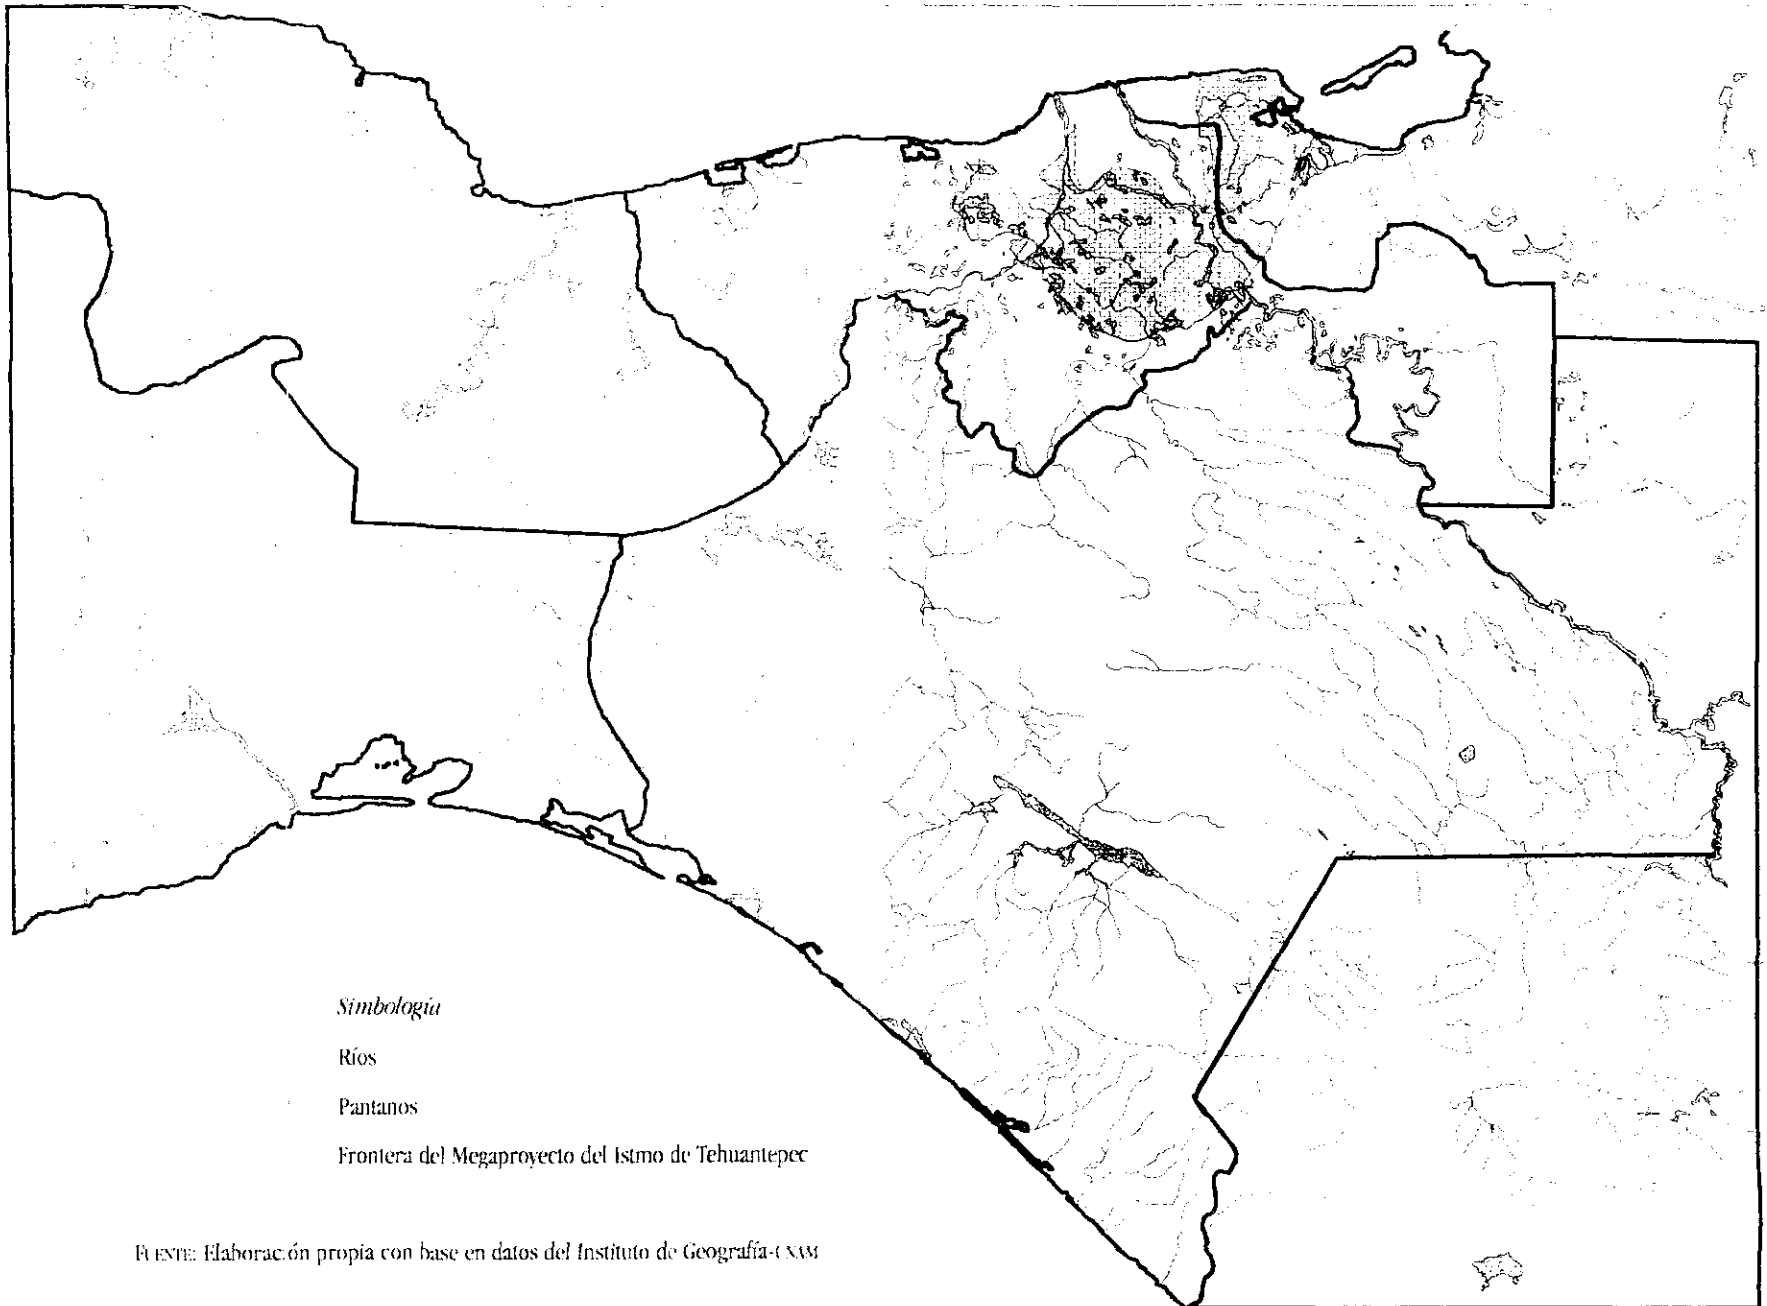 Simbología
Ríos
Pantanos
Frontera del Megaproyecto del Istmo de Tehuantepec
FUENTE: Elaboración propia con base en datos del Instituto de Geografía-UNAM